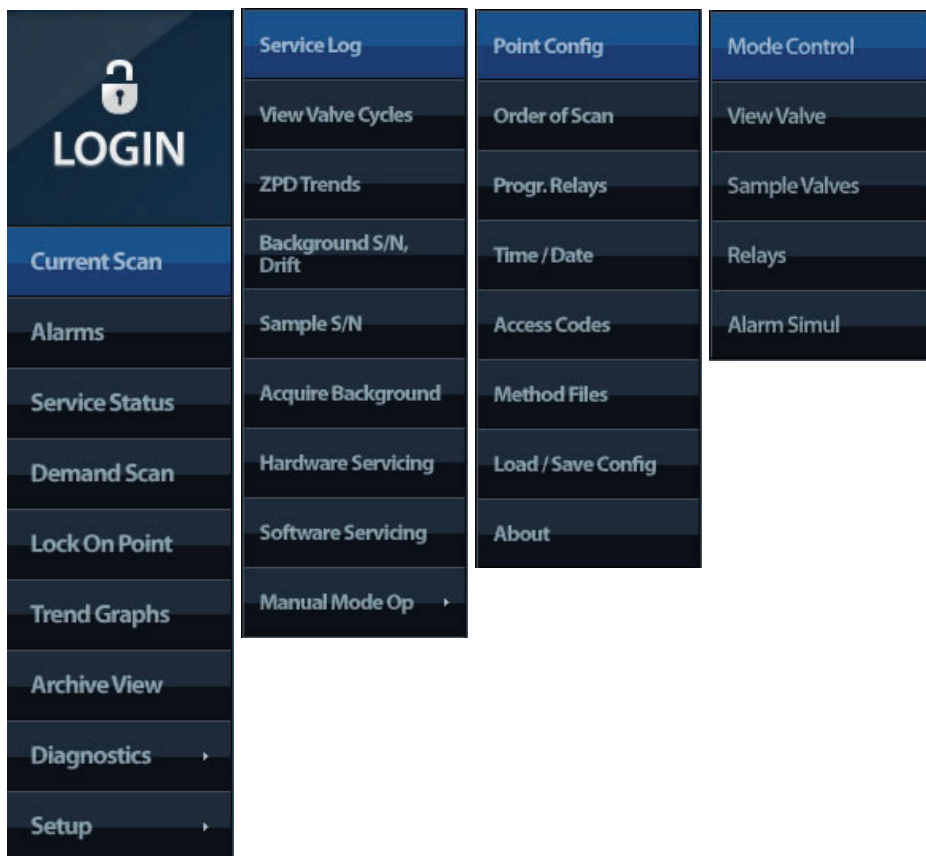 LOGIN
Current Scan
Alarms
Service Status
Demand Scan
Lock On Point
Trend Graphs
Archive View
Diagnostics
Setup
Service Log
View Valve Cycles
ZPD Trends
Background S/N,
Drift
Sample S/N
Acquire Background
Hardware Servicing
Software Servicing
Manual Mode Op
Point Config
Order of Scan
Progr. Relays
Time / Date
Access Codes
Method Files
Load / Save Config
About
Mode Control
View Valve
Sample Valves
Relays
Alarm Simul